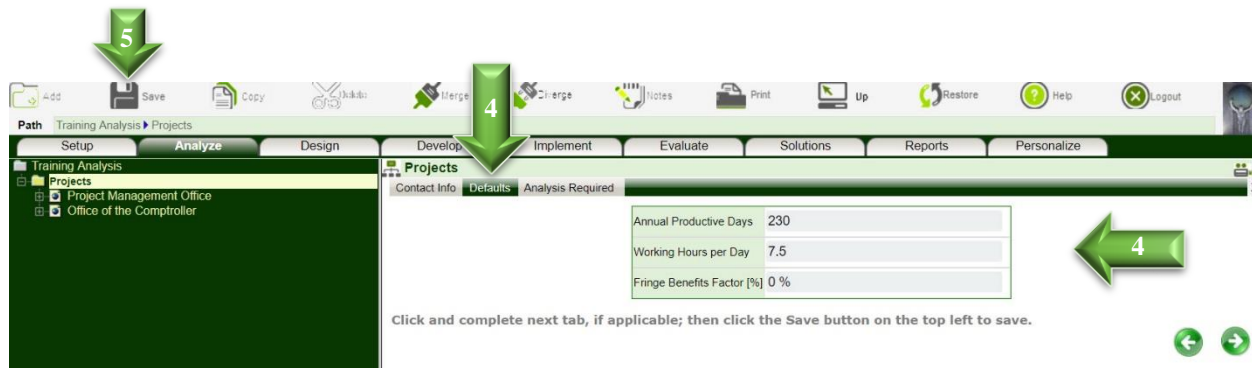 5
4
Add Save Copy Delete Merge Diverge Notes Print Up Restore Help Logout
Path Training Analysis Projects
Setup Analyze Design Develop Implement Evaluate Solutions Reports Personalize
Training Analysis
Projects
Project Management Office
Office of the Comptroller
Projects
Contact Info Defaults Analysis Required
Annual Productive Days 230
Working Hours per Day 7.5
Fringe Benefits Factor [%] 0 %
4
Click and complete next tab, if applicable; then click the Save button on the top left to save.